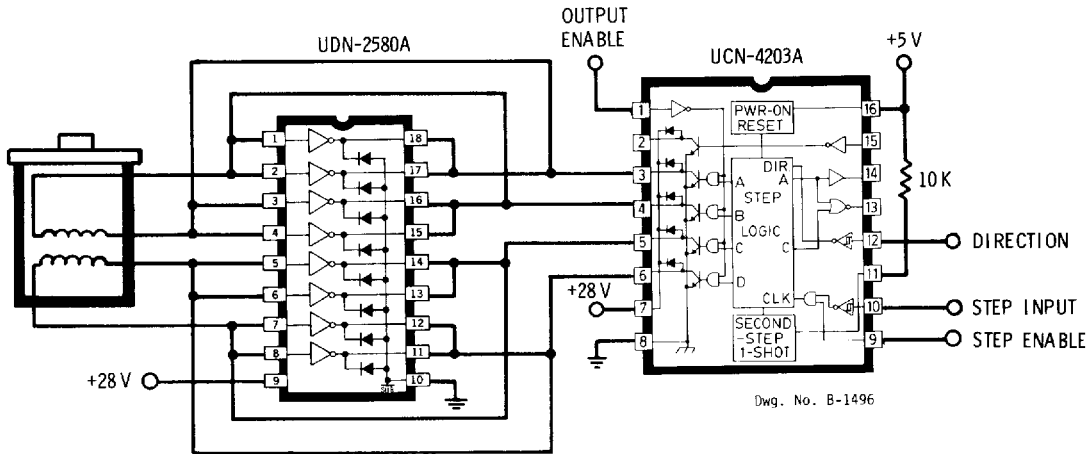 OUTPUT
ENABLE
UDN-2580A
UCN-4203A
+5 V
1
2
3
4
5
6
7
8
9
18
17
16
15
14
13
12
11
10
+28 V
SUB
1
2
3
4
5
6
7
8
16
15
14
13
12
11
10
9
+28 V
PWR-ON
RESET
DIR
A
A
STEP
B
LOGIC
C
C
D
CLK
SECOND
-STEP
1-SHOT
10 K
DIRECTION
STEP INPUT
STEP ENABLE
Dwg. No. B-1496